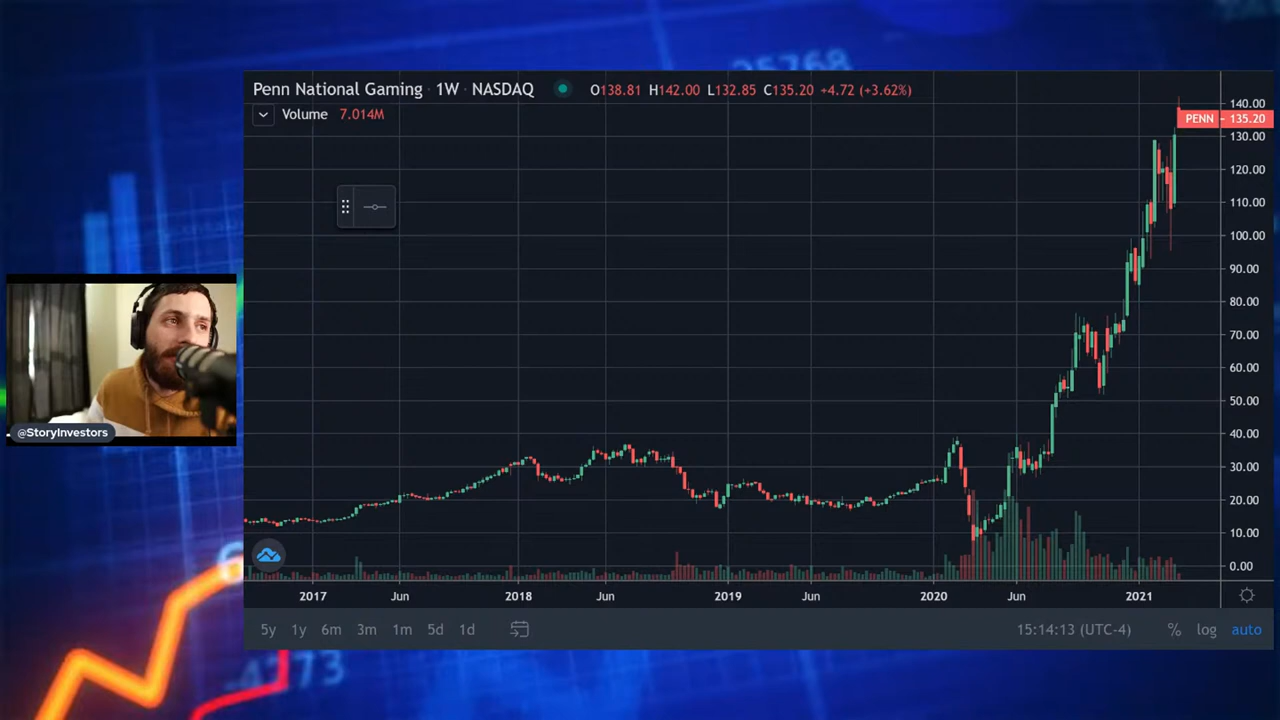 25768
Penn National Gaming · 1W · NASDAQ O138.81 H142.00 L132.85 C135.20 +4.72 (+3.62%)
Volume 7.014M
140.00
PENN 135.20
130.00
120.00
110.00
100.00
90.00
80.00
70.00
60.00
@StoryInvestors
50.00
40.00
30.00
20.00
10.00
0.00
2017 Jun 2018 Jun 2019 Jun 2020 Jun 2021
5y 1y 6m 3m 1m 5d 1d 15:14:13 (UTC-4) % log auto
-4773